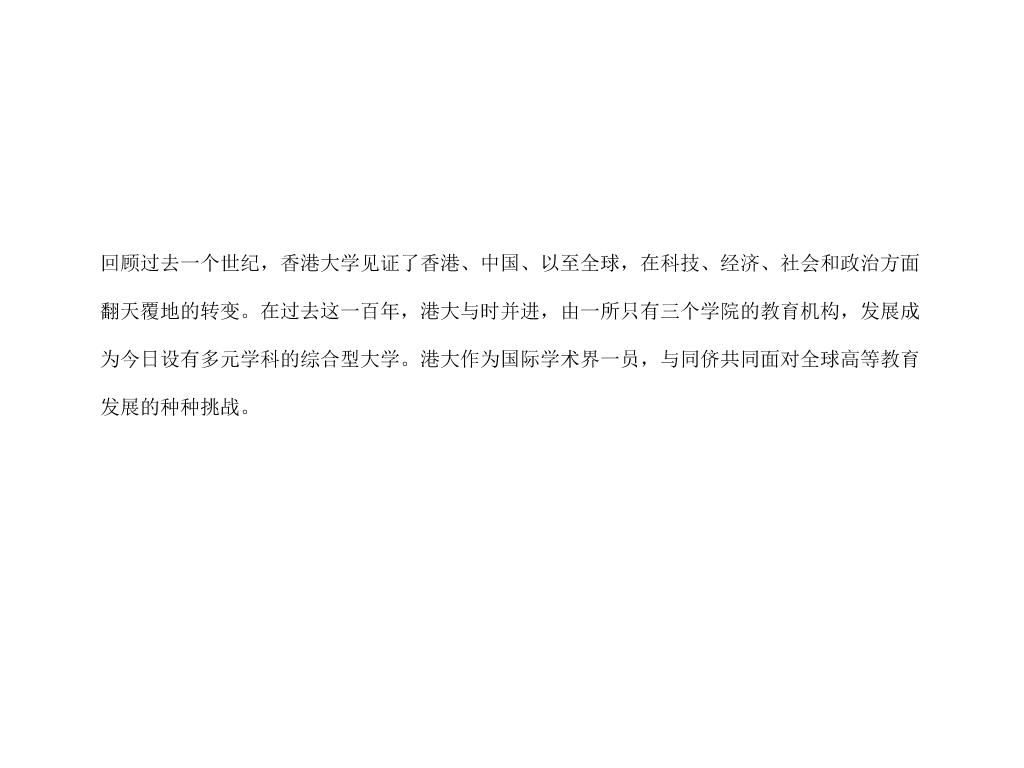 回顾过去一个世纪，香港大学见证了香港、中国、以至全球，在科技、经济、社会和政治方面
翻天覆地的转变。在过去这一百年，港大与时并进，由一所只有三个学院的教育机构，发展成
为今日设有多元学科的综合型大学。港大作为国际学术界一员，与同侪共同面对全球高等教育
发展的种种挑战。